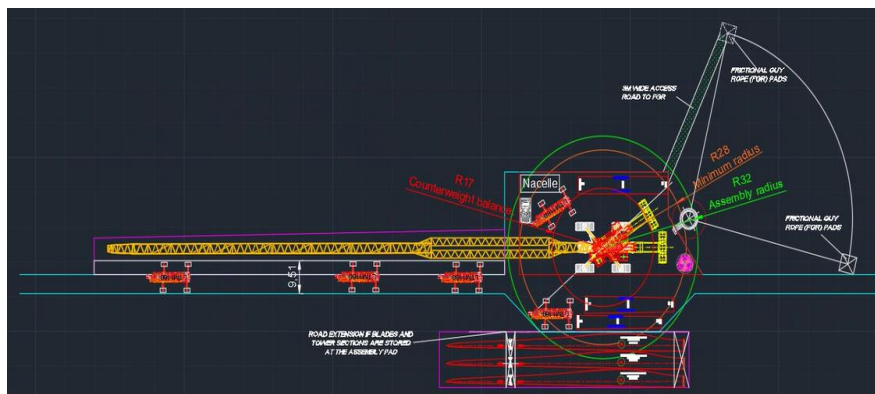 FRICTIONAL GUY
ROPE (FGR) PADS
3M WIDE ACCESS
ROAD TO FGR
R28
Minimum radius
R17
Counterweight balance
R32
Assembly radius
Nacelle
FRICTIONAL GUY
ROPE (FGR) PADS
9,51
ROAD EXTENSION IF BLADES AND
TOWER SECTIONS ARE STORED
AT THE ASSEMBLY PAD